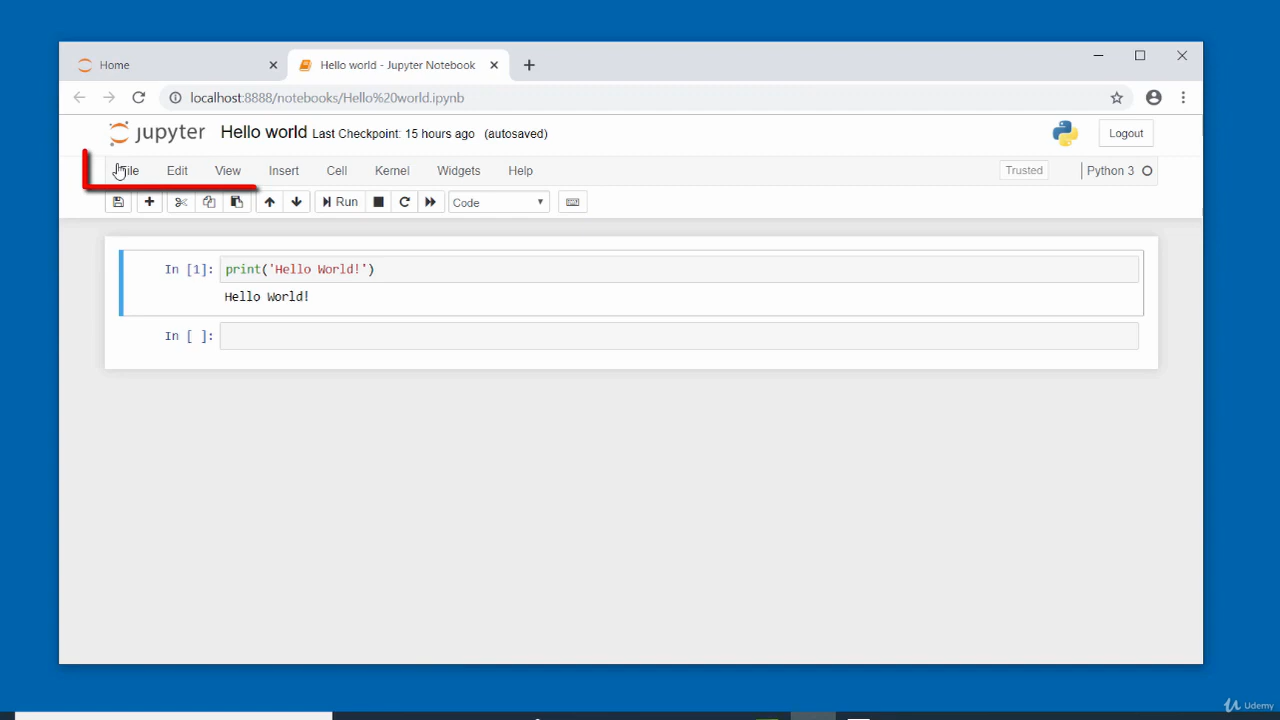 Home
Hello world - Jupyter Notebook
localhost:8888/notebooks/Hello%20world.ipynb
jupyter Hello world Last Checkpoint: 15 hours ago (autosaved)
Logout
File Edit View Insert Cell Kernel Widgets Help
Trusted
Python 3
Run
Code
In [1]: print('Hello World!')
Hello World!
In [ ]:
Udemy